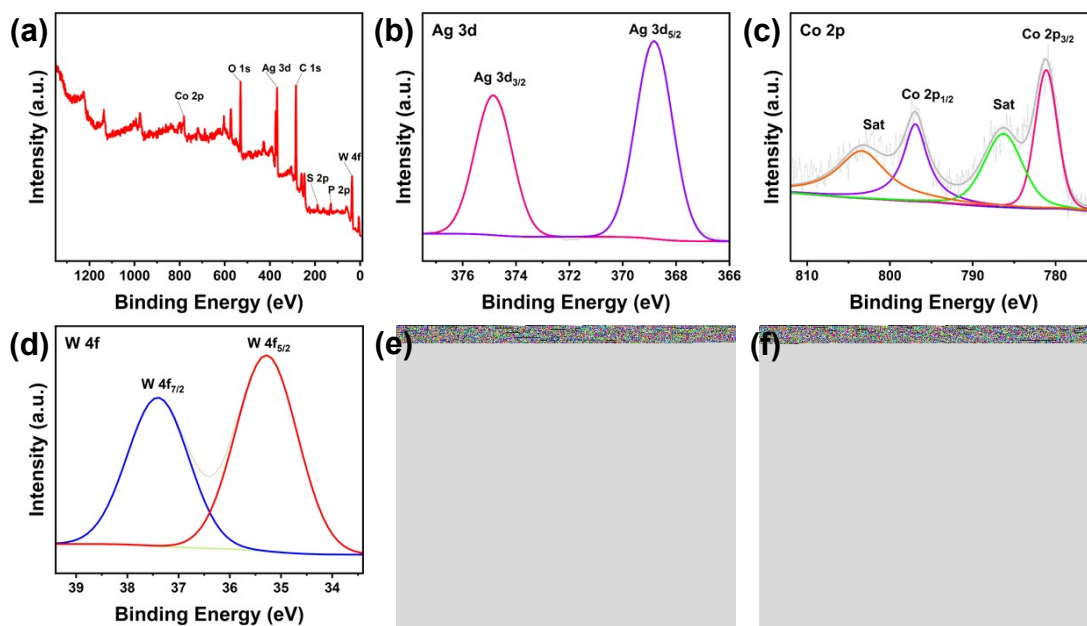 (a)
O 1s
Ag 3d
C 1s
Co 2p
W 4f
S 2p
P 2p
1200 1000 800 600 400 200 0
Binding Energy (eV)
Intensity (a.u.)
(b)
Ag 3d
Ag 3d5/2
Ag 3d3/2
376 374 372 370 368 366
Binding Energy (eV)
Intensity (a.u.)
(c)
Co 2p
Co 2p3/2
Co 2p1/2
Sat
Sat
810 800 790 780
Binding Energy (eV)
Intensity (a.u.)
(d)
W 4f
W 4f5/2
W 4f7/2
39 38 37 36 35 34
Binding Energy (eV)
Intensity (a.u.)
(e)
(f)